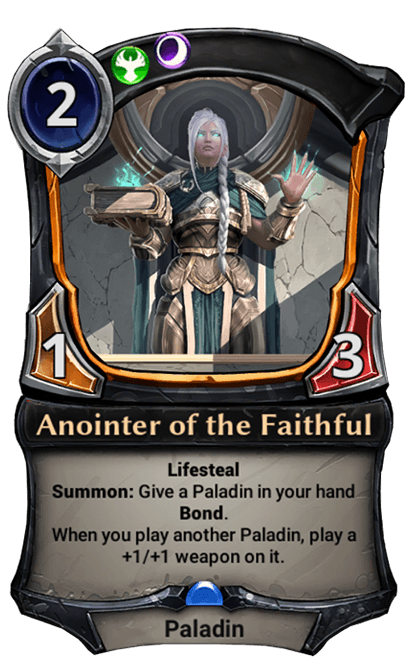 2
1
3
Anointer of the Faithful
Lifesteal
Summon: Give a Paladin in your hand
Bond.
When you play another Paladin, play a
+1/+1 weapon on it.
Paladin